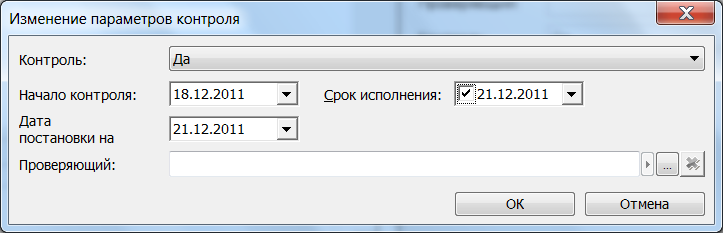 Изменение параметров контроля
Контроль: Да
Начало контроля: 18.12.2011 Срок исполнения: 21.12.2011
Дата
постановки на 21.12.2011
Проверяющий: ...
ОК Отмена